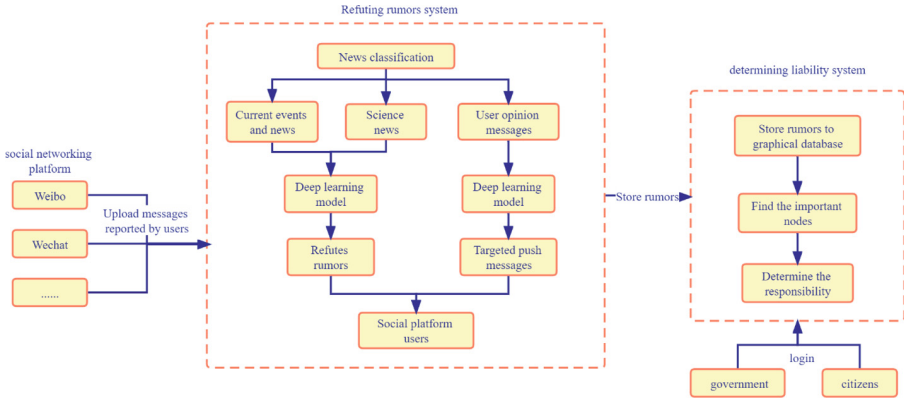 Refuting rumors system
News classification
Current events
and news
Science
news
User opinion
messages
social networking
platform
Weibo
Wechat
......
Upload messages
reported by users
Deep learning
model
Deep learning
model
Refutes
rumors
Targeted push
messages
Social platform
users
Store rumors
determining liability system
Store rumors to
graphical database
Find the important
nodes
Determine the
responsibility
login
government
citizens